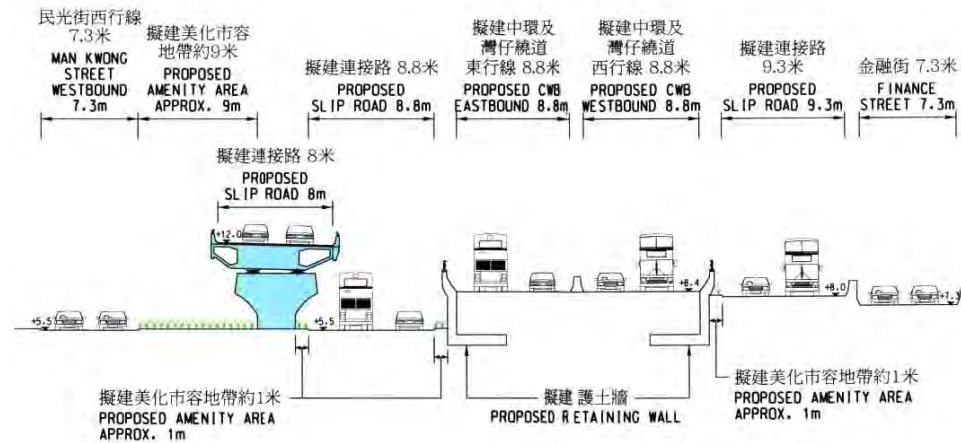 民光街西行線
7.3米
MAN KWONG
STREET
WESTBOUND
7.3m
擬建美化市容
地帶約9米
PROPOSED
AMENITY AREA
APPROX. 9m
擬建連接路 8.8米
PROPOSED
SLIP ROAD 8.8m
擬建中環及
灣仔繞道
東行線 8.8米
PROPOSED CWB
EASTBOUND 8.8m
擬建中環及
灣仔繞道
西行線 8.8米
PROPOSED CWB
WESTBOUND 8.8m
擬建連接路
9.3米
PROPOSED
SLIP ROAD 9.3m
金融街 7.3米
FINANCE
STREET 7.3m
擬建連接路 8米
PROPOSED
SLIP ROAD 8m
+12.0
+5.5
+5.5
+8.4
+8.0
+7.3
擬建美化市容地帶約1米
PROPOSED AMENITY AREA
APPROX. 1m
擬建 護土牆
PROPOSED RETAINING WALL
擬建美化市容地帶約1米
PROPOSED AMENITY AREA
APPROX. 1m